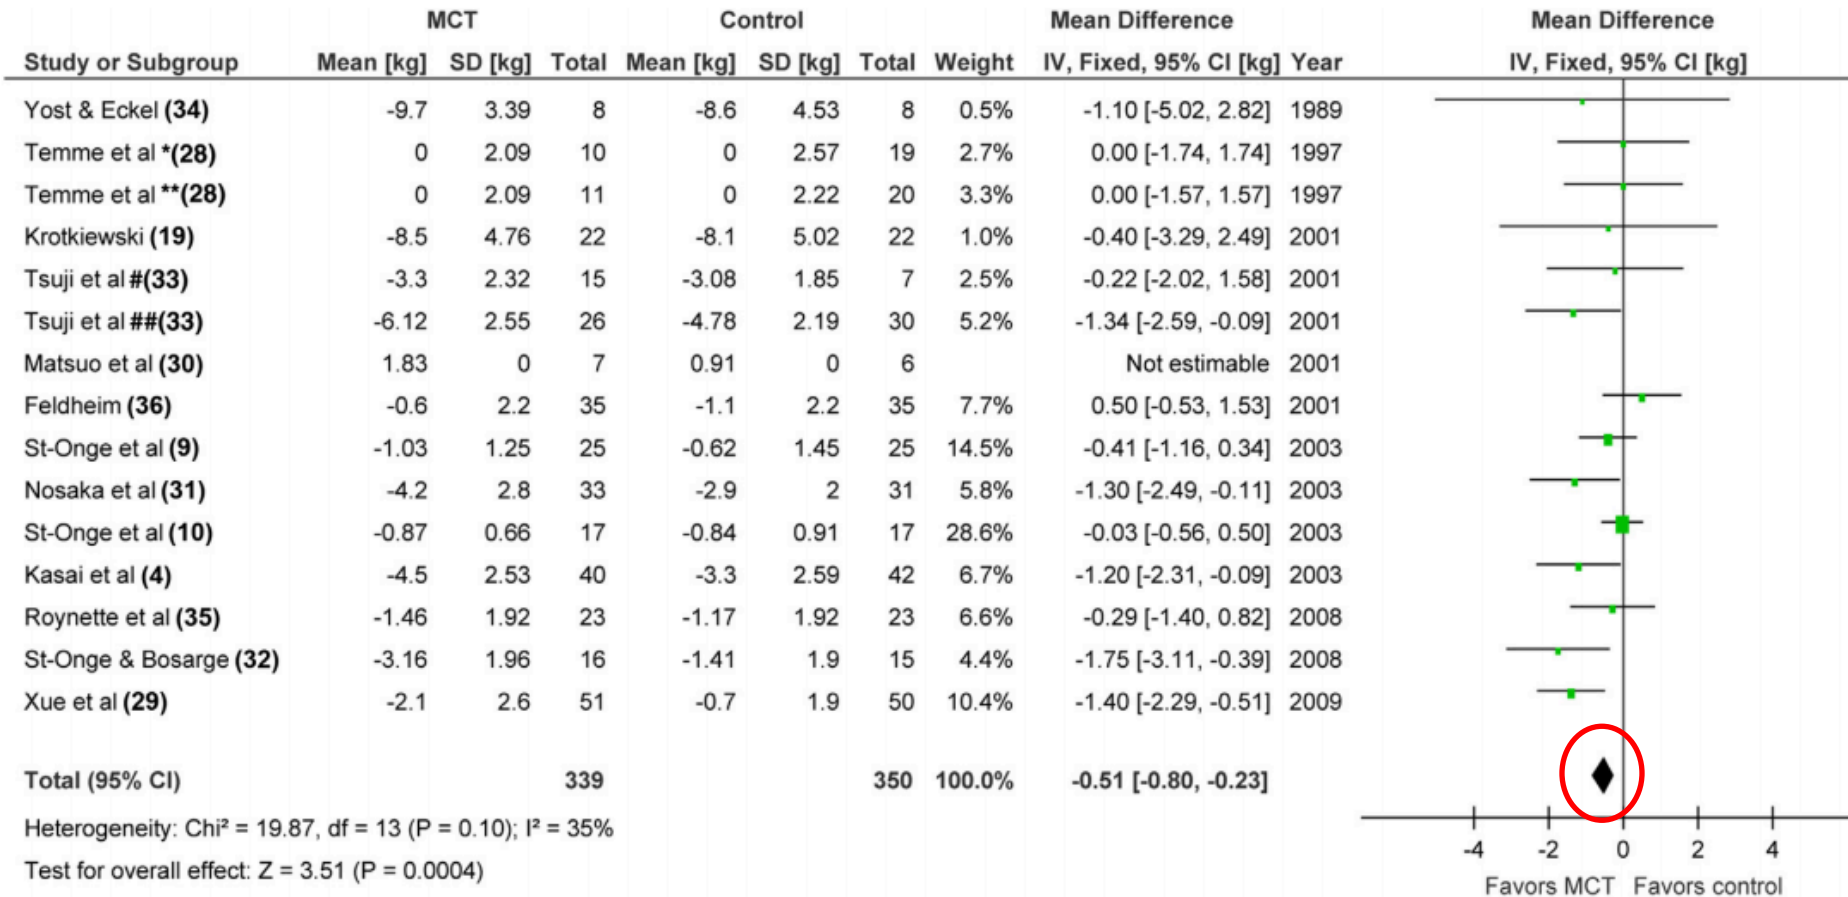 MCT Control Mean Difference Mean Difference
Study or Subgroup Mean [kg] SD [kg] Total Mean [kg] SD [kg] Total Weight IV, Fixed, 95% CI [kg] Year IV, Fixed, 95% CI [kg]
Yost & Eckel (34) -9.7 3.39 8 -8.6 4.53 8 0.5% -1.10 [-5.02, 2.82] 1989
Temme et al *(28) 0 2.09 10 0 2.57 19 2.7% 0.00 [-1.74, 1.74] 1997
Temme et al **(28) 0 2.09 11 0 2.22 20 3.3% 0.00 [-1.57, 1.57] 1997
Krotkiewski (19) -8.5 4.76 22 -8.1 5.02 22 1.0% -0.40 [-3.29, 2.49] 2001
Tsuji et al #(33) -3.3 2.32 15 -3.08 1.85 7 2.5% -0.22 [-2.02, 1.58] 2001
Tsuji et al ##(33) -6.12 2.55 26 -4.78 2.19 30 5.2% -1.34 [-2.59, -0.09] 2001
Matsuo et al (30) 1.83 0 7 0.91 0 6 Not estimable 2001
Feldheim (36) -0.6 2.2 35 -1.1 2.2 35 7.7% 0.50 [-0.53, 1.53] 2001
St-Onge et al (9) -1.03 1.25 25 -0.62 1.45 25 14.5% -0.41 [-1.16, 0.34] 2003
Nosaka et al (31) -4.2 2.8 33 -2.9 2 31 5.8% -1.30 [-2.49, -0.11] 2003
St-Onge et al (10) -0.87 0.66 17 -0.84 0.91 17 28.6% -0.03 [-0.56, 0.50] 2003
Kasai et al (4) -4.5 2.53 40 -3.3 2.59 42 6.7% -1.20 [-2.31, -0.09] 2003
Roynette et al (35) -1.46 1.92 23 -1.17 1.92 23 6.6% -0.29 [-1.40, 0.82] 2008
St-Onge & Bosarge (32) -3.16 1.96 16 -1.41 1.9 15 4.4% -1.75 [-3.11, -0.39] 2008
Xue et al (29) -2.1 2.6 51 -0.7 1.9 50 10.4% -1.40 [-2.29, -0.51] 2009
Total (95% CI) 339 350 100.0% -0.51 [-0.80, -0.23]
Heterogeneity: Chi² = 19.87, df = 13 (P = 0.10); I² = 35%
Test for overall effect: Z = 3.51 (P = 0.0004)
-4 -2 0 2 4
Favors MCT Favors control